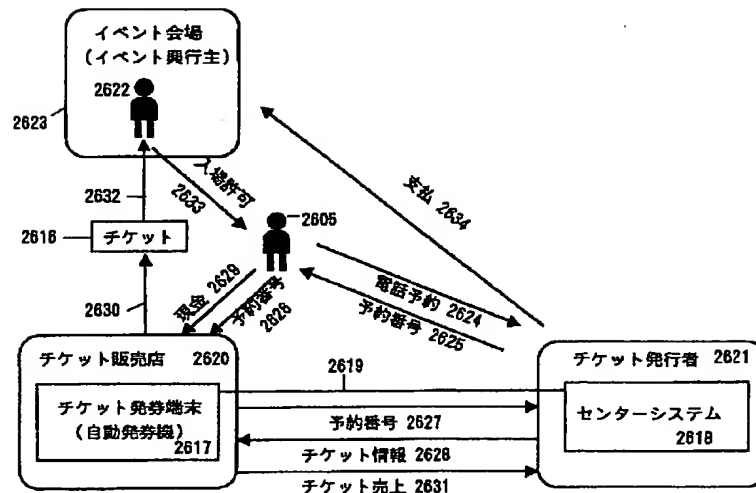 イベント会場
(イベント興行主)
2622
2623
入場許可
2633
2632
2605
支払 2634
2616 チケット
現金 2629
予約番号
2626
電話予約 2624
予約番号 2625
2630
チケット販売店 2620
2619
チケット発行者 2621
チケット発券端末
(自動発券機)
2617
予約番号 2627
センターシステム
2618
チケット情報 2628
チケット売上 2631